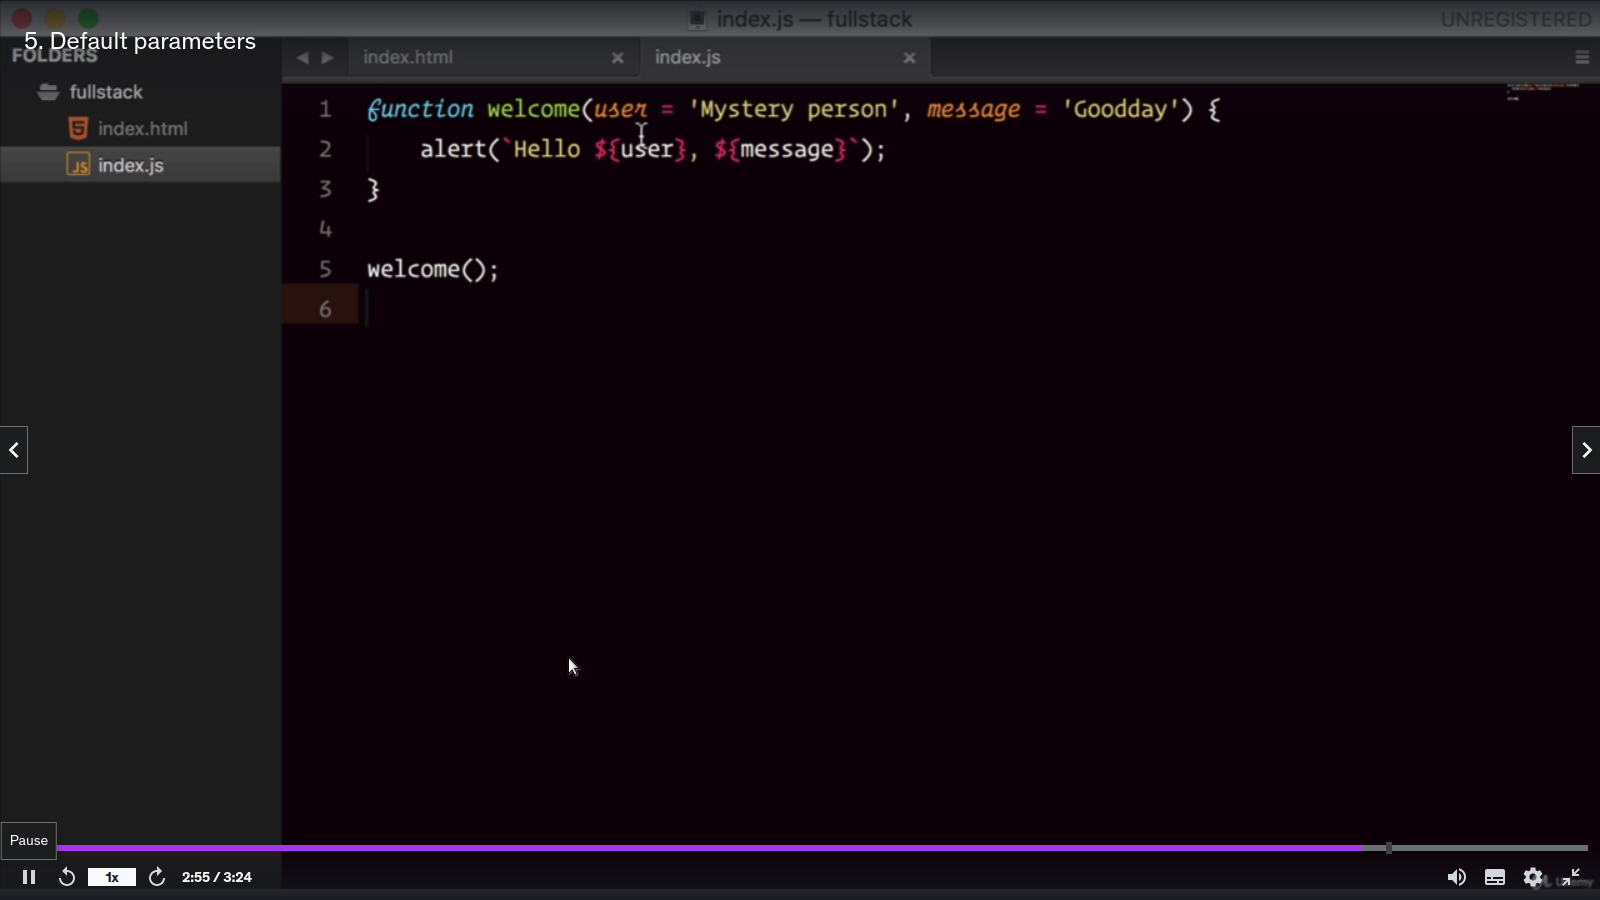 index.js — fullstack
UNREGISTERED
5. Default parameters
FOLDERS
fullstack
index.html
index.js
index.html
index.js
1 function welcome(user = 'Mystery person', message = 'Goodday') {
2 alert(`Hello ${user}, ${message}`);
3 }
4
5 welcome();
6
Pause
1x
2:55 / 3:24
Udemy